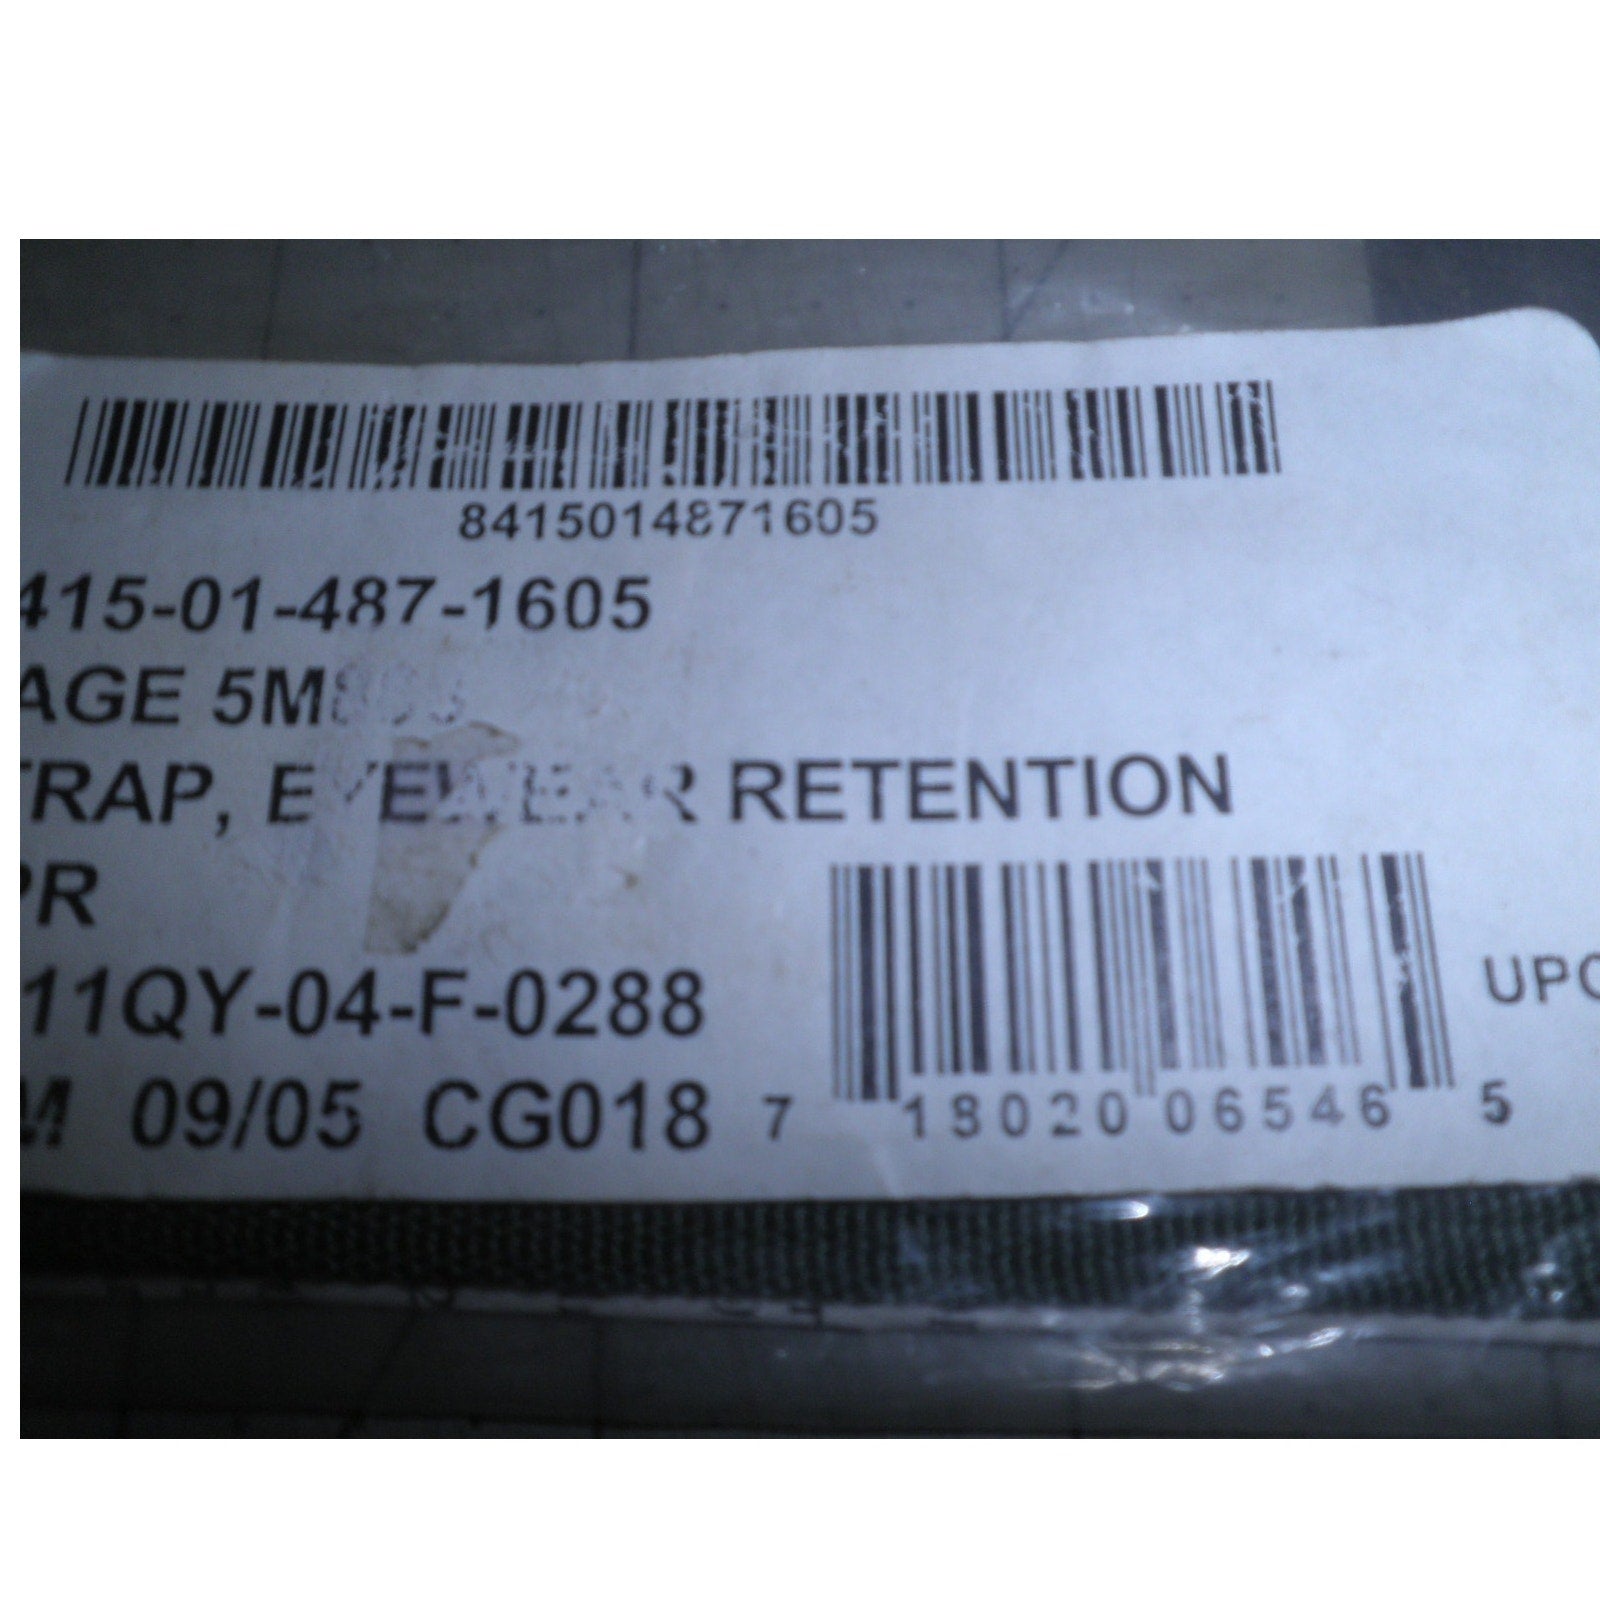 8415014871605
415-01-487-1605
AGE
TRAP, EYEWEAR RETENTION
PR
11QY-04-F-0288
M 09/05 CG018
7 18020 06546 5
UPC